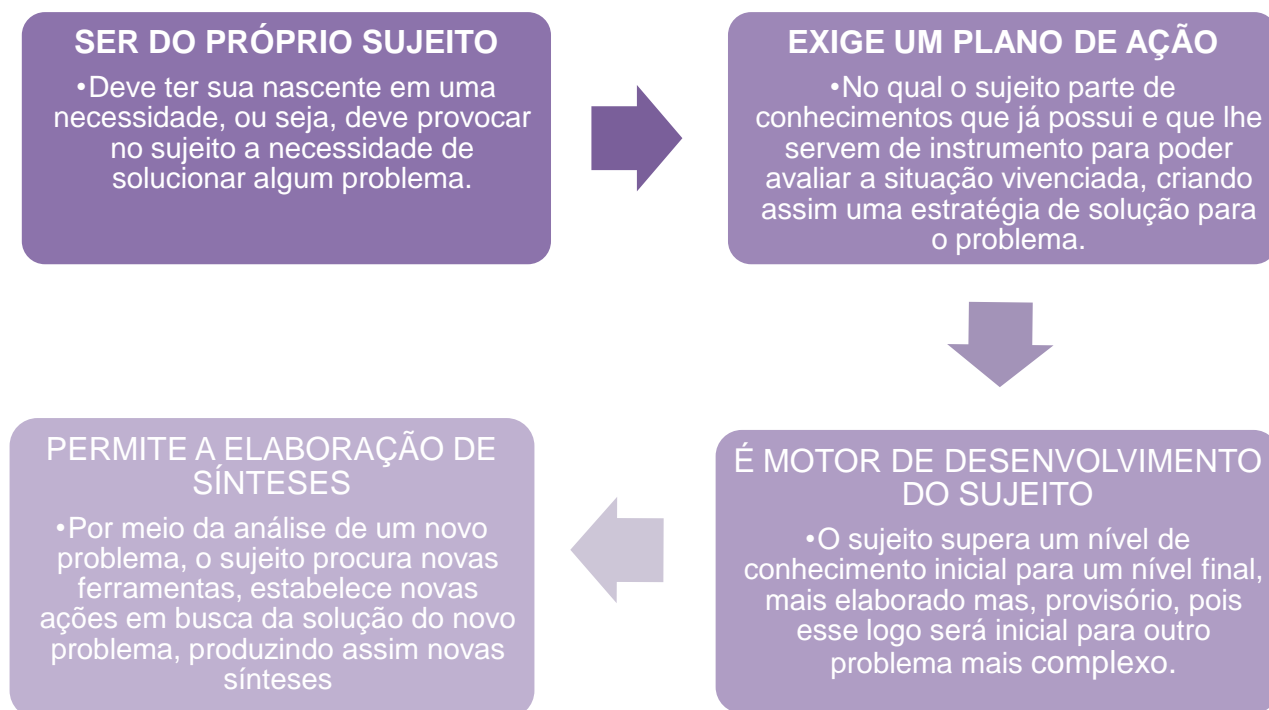 SER DO PRÓPRIO SUJEITO
•Deve ter sua nascente em uma
necessidade, ou seja, deve provocar
no sujeito a necessidade de
solucionar algum problema.
EXIGE UM PLANO DE AÇÃO
•No qual o sujeito parte de
conhecimentos que já possui e que lhe
servem de instrumento para poder
avaliar a situação vivenciada, criando
assim uma estratégia de solução para
o problema.
É MOTOR DE DESENVOLVIMENTO
DO SUJEITO
•O sujeito supera um nível de
conhecimento inicial para um nível final,
mais elaborado mas, provisório, pois
esse logo será inicial para outro
problema mais complexo.
PERMITE A ELABORAÇÃO DE
SÍNTESES
•Por meio da análise de um novo
problema, o sujeito procura novas
ferramentas, estabelece novas
ações em busca da solução do novo
problema, produzindo assim novas
sínteses